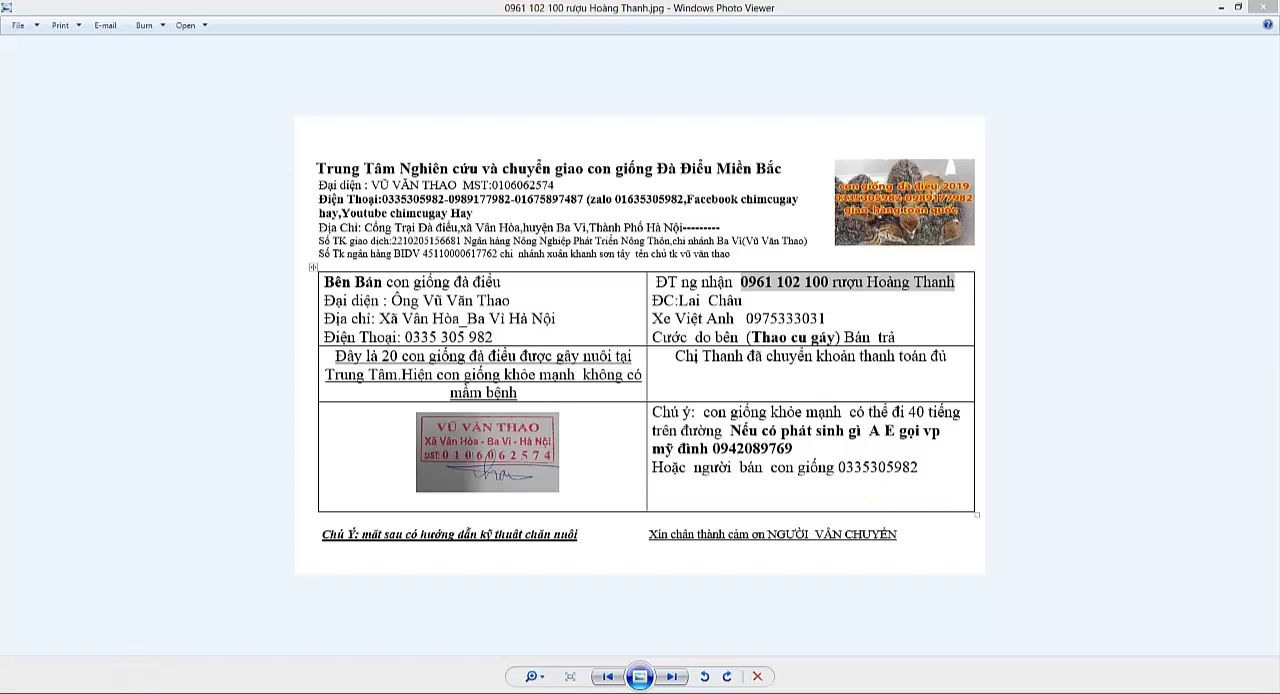 0961 102 100 rượu Hoàng Thanh.jpg - Windows Photo Viewer
File Print E-mail Burn Open
Trung Tâm Nghiên cứu và chuyển giao con giống Đà Điểu Miền Bắc
Đại diện : VŨ VĂN THAO MST:0106062574
Điện Thoại:0335305982-0989177982-01675897487 (zalo 01635305982,Facebook chimcugay
hay,Youtube chimcugay Hay
Địa Chỉ: Cổng Trại Đà điểu,xã Vân Hòa,huyện Ba Vì,Thành Phố Hà Nội---------
Số TK giao dịch:2210205156681 Ngân hàng Nông Nghiệp Phát Triển Nông Thôn,chi nhánh Ba Vì(Vũ Văn Thao)
Số Tk ngân hàng BIDV 45110000617762 chi nhánh xuân khanh sơn tây tên chủ tk vũ văn thao
con giống đà điểu 2019
0335305982-0989177982
giao hàng toàn quốc
Bên Bán con giống đà điểu
Đại diện : Ông Vũ Văn Thao
Địa chỉ: Xã Vân Hòa_Ba Vì Hà Nội
Điện Thoại: 0335 305 982
ĐT ng nhận 0961 102 100 rượu Hoàng Thanh
ĐC:Lai Châu
Xe Việt Anh 0975333031
Cước do bên (Thao cu gáy) Bán trả
Đây là 20 con giống đà điểu được gây nuôi tại
Trung Tâm.Hiện con giống khỏe mạnh không có
mầm bệnh
Chị Thanh đã chuyển khoản thanh toán đủ
VŨ VĂN THAO
Xã Vân Hòa - Ba Vì - Hà Nội
MST: 0 1 0 6 0 6 2 5 7 4
Chú ý: con giống khỏe mạnh có thể đi 40 tiếng
trên đường Nếu có phát sinh gì A E gọi vp
mỹ đình 0942089769
Hoặc người bán con giống 0335305982
Chú Ý: mặt sau có hướng dẫn kỹ thuật chăn nuôi
Xin chân thành cảm ơn NGƯỜI VẬN CHUYỂN